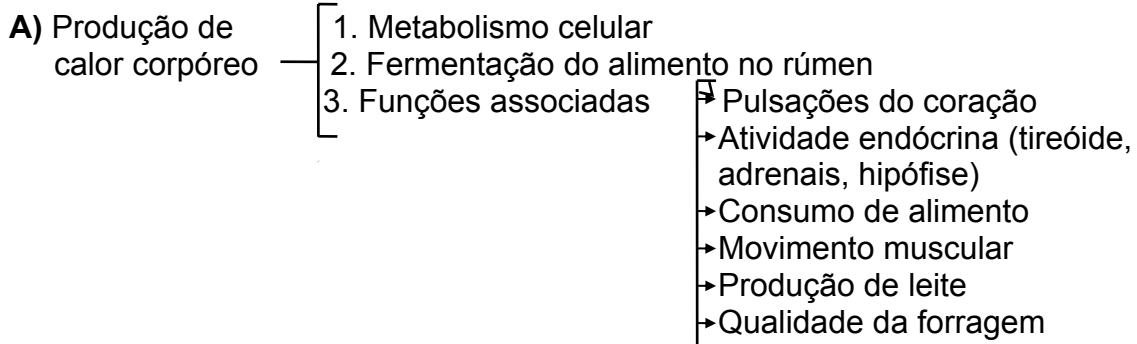 A) Produção de
calor corpóreo
1. Metabolismo celular
2. Fermentação do alimento no rúmen
3. Funções associadas
Pulsações do coração
Atividade endócrina (tireóide,
adrenais, hipófise)
Consumo de alimento
Movimento muscular
Produção de leite
Qualidade da forragem